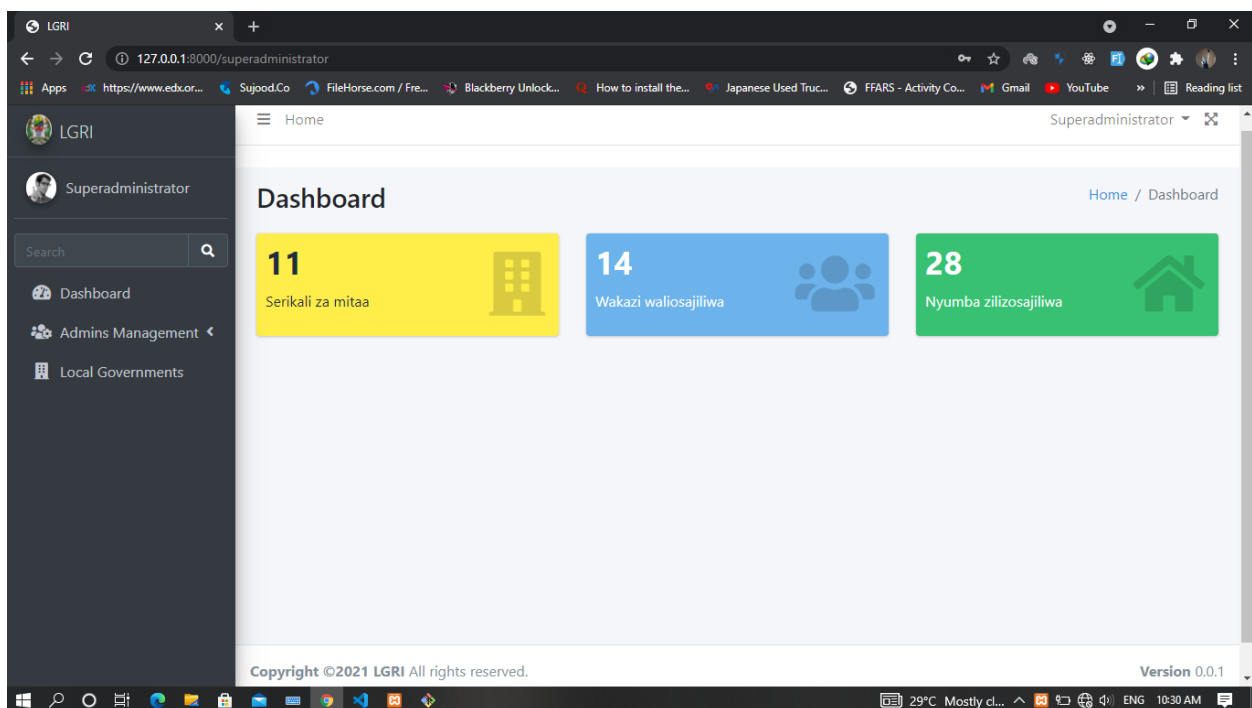 LGRI
127.0.0.1:8000/superadministrator
Apps https://www.edx.or... Sujood.Co FileHorse.com / Fre... Blackberry Unlock... How to install the... Japanese Used Truc... FFARS - Activity Co... Gmail YouTube » Reading list
LGRI
Home
Superadministrator
Superadministrator
Search
Dashboard
Admins Management
Local Governments
Dashboard
Home / Dashboard
11
Serikali za mitaa
14
Wakazi waliosajiliwa
28
Nyumba zilizosajiliwa
Copyright ©2021 LGRI All rights reserved.
Version 0.0.1
29°C Mostly cl... ENG 10:30 AM